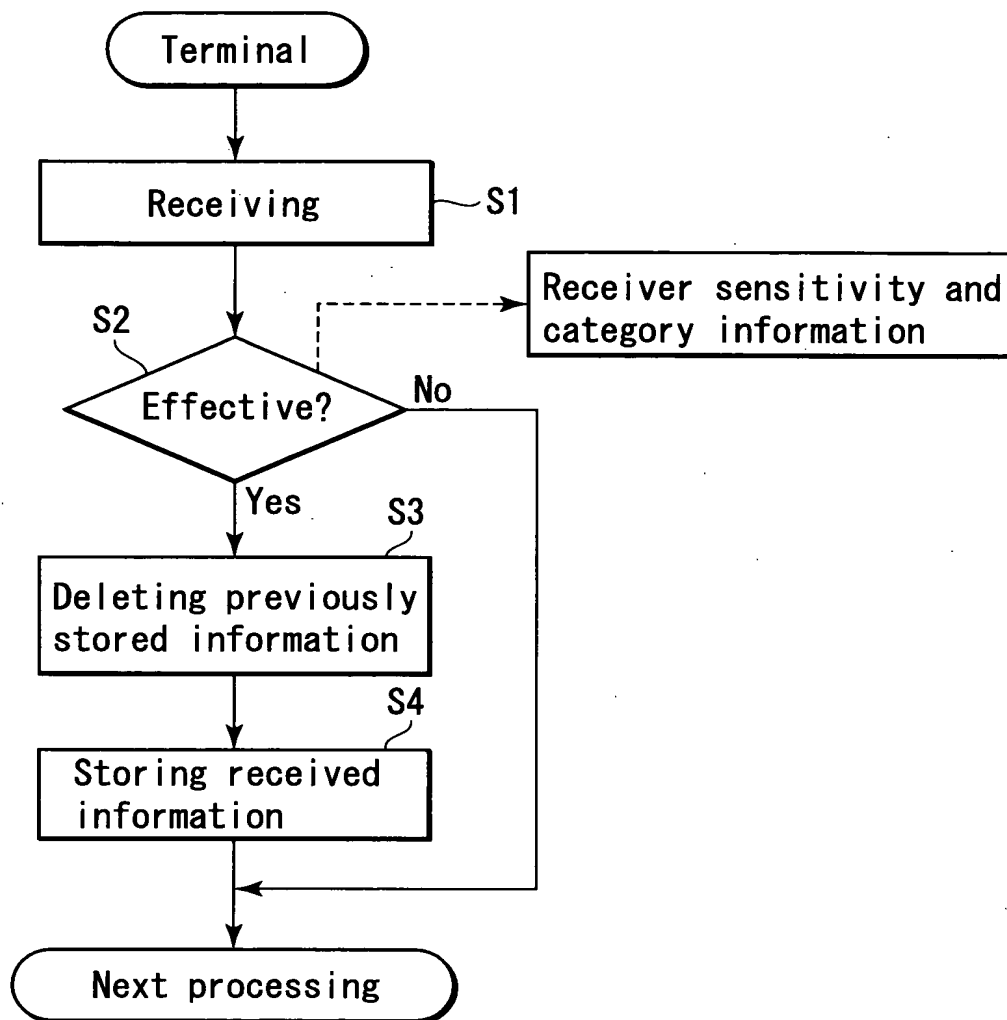 Terminal
Receiving
S1
Receiver sensitivity and
category information
S2
Effective?
No
Yes
S3
Deleting previously
stored information
S4
Storing received
information
Next processing